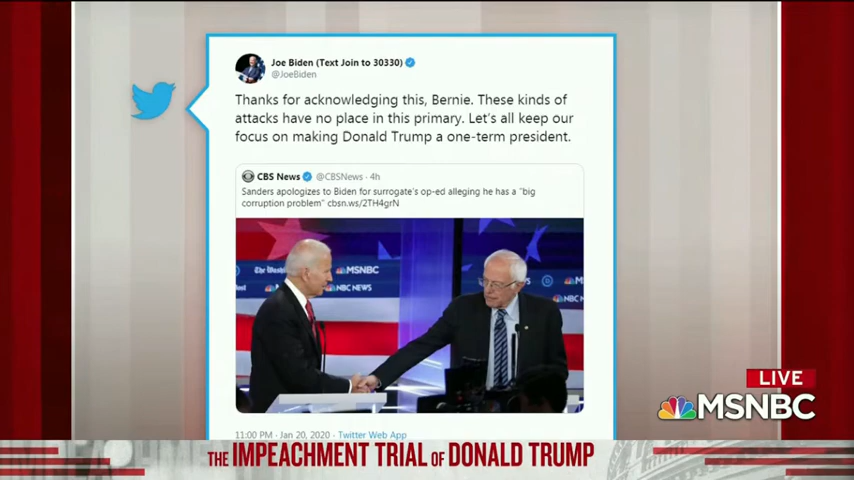 Joe Biden (Text Join to 30330)
@JoeBiden
Thanks for acknowledging this, Bernie. These kinds of
attacks have no place in this primary. Let's all keep our
focus on making Donald Trump a one-term president.
CBS News @CBSNews · 4h
Sanders apologizes to Biden for surrogate's op-ed alleging he has a "big
corruption problem" cbsn.ws/2TH4grN
MSNBC
NBC NEWS
11:00 PM · Jan 20, 2020 · Twitter Web App
LIVE
MSNBC
THE IMPEACHMENT TRIAL OF DONALD TRUMP